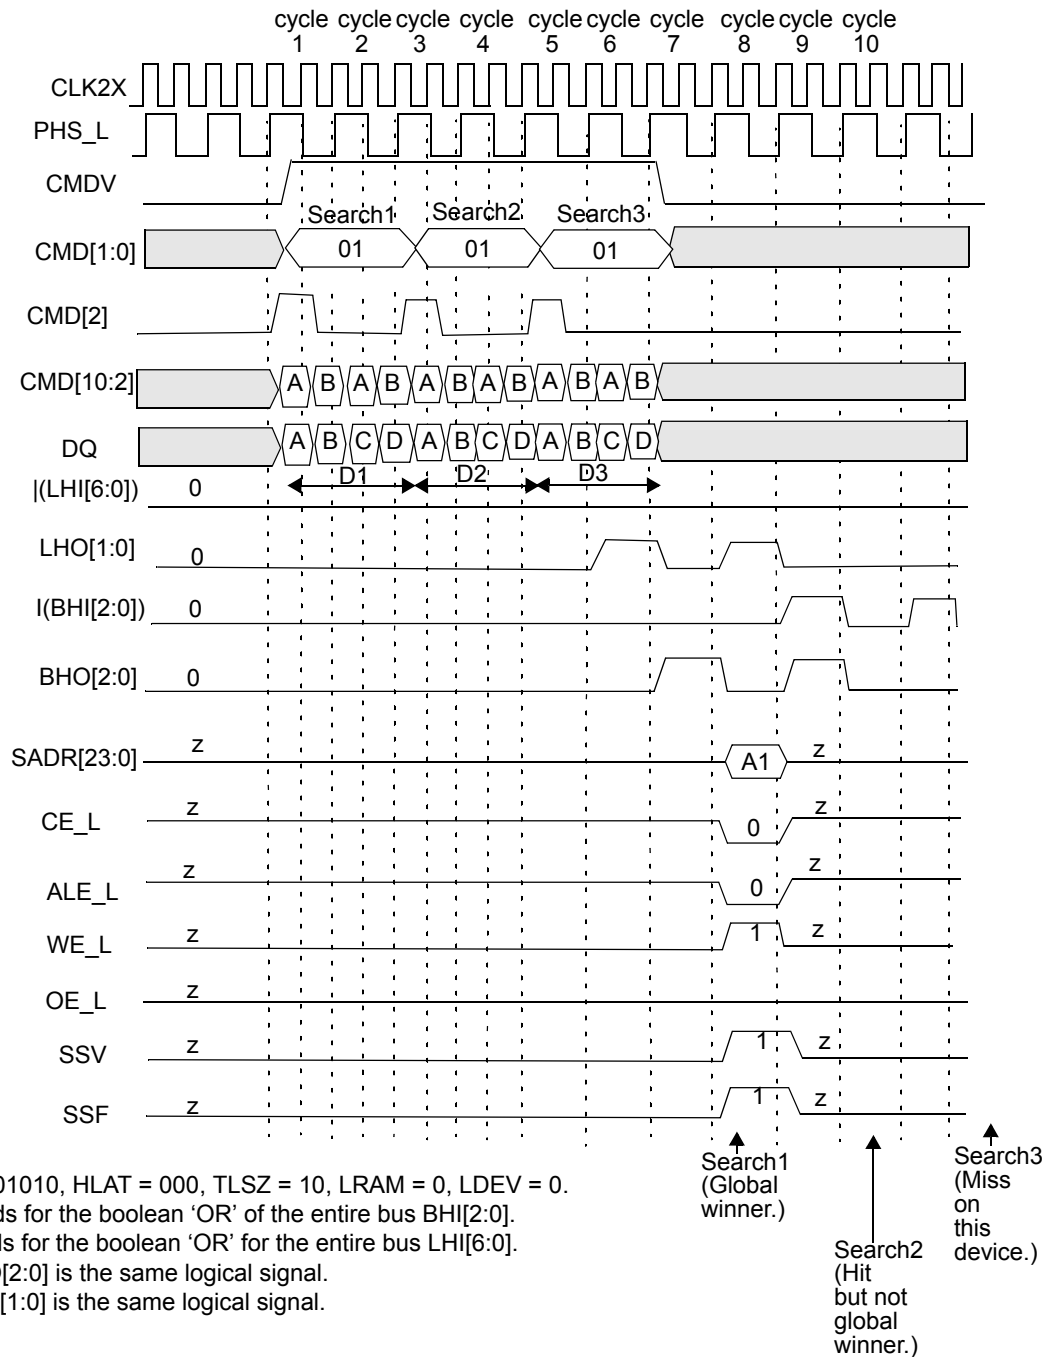 cycle cycle cycle cycle cycle cycle cycle cycle cycle cycle
1 2 3 4 5 6 7 8 9 10
CLK2X
PHS_L
CMDV
Search1 Search2 Search3
CMD[1:0] 01 01 01
CMD[2]
CMD[10:2] A B A B A B A B A B A B
DQ A B C D A B C D A B C D
D1 D2 D3
|(LHI[6:0]) 0
LHO[1:0] 0
I(BHI[2:0]) 0
BHO[2:0] 0
SADR[23:0] z A1 z
CE_L z 0 z
ALE_L z 0 z
WE_L z 1 z
OE_L z
SSV z 1 z
SSF z 1 z
Search1
(Global
winner.)
Search2
(Hit
but not
global
winner.)
Search3
(Miss
on
this
device.)
01010, HLAT = 000, TLSZ = 10, LRAM = 0, LDEV = 0.
ds for the boolean ‘OR’ of the entire bus BHI[2:0].
ds for the boolean ‘OR’ for the entire bus LHI[6:0].
[2:0] is the same logical signal.
[1:0] is the same logical signal.